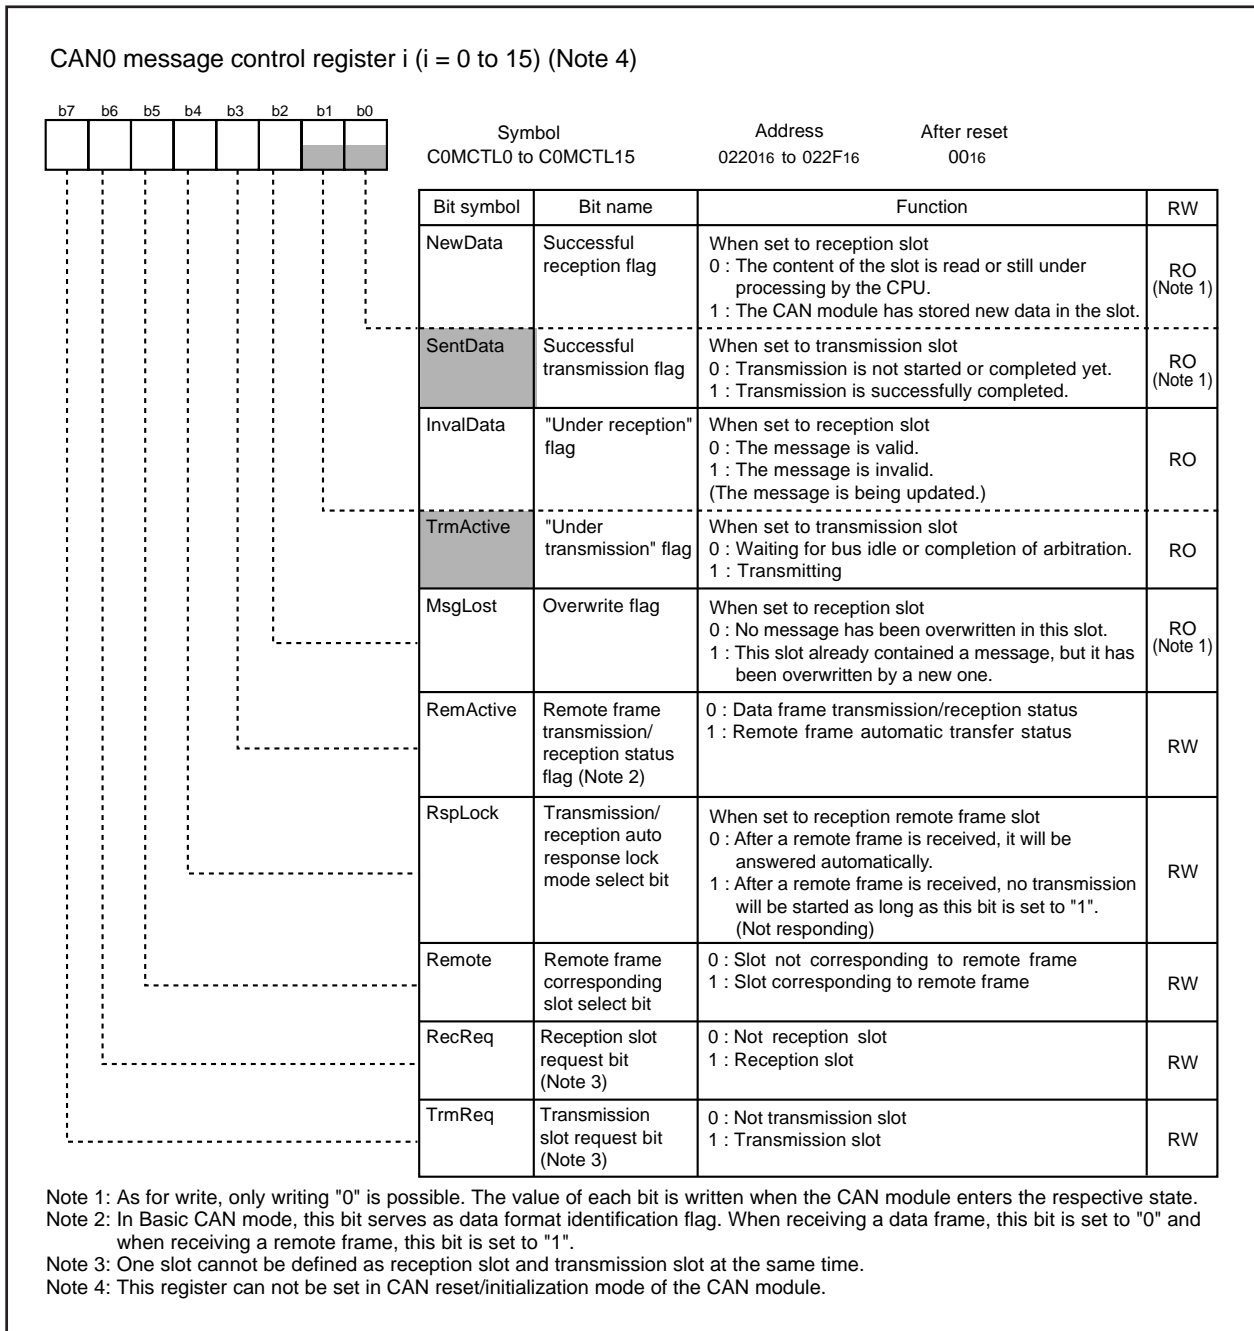 CAN0 message control register i (i = 0 to 15) (Note 4)
b7 b6 b5 b4 b3 b2 b1 b0
Symbol Address After reset
C0MCTL0 to C0MCTL15 022016 to 022F16 0016
Bit symbol Bit name Function RW
NewData Successful When set to reception slot
reception flag 0 : The content of the slot is read or still under RO
processing by the CPU. (Note 1)
1 : The CAN module has stored new data in the slot.
SentData Successful When set to transmission slot
transmission flag 0 : Transmission is not started or completed yet. RO
1 : Transmission is successfully completed. (Note 1)
InvalData "Under reception" When set to reception slot
flag 0 : The message is valid.
1 : The message is invalid. RO
(The message is being updated.)
TrmActive "Under When set to transmission slot
transmission" flag 0 : Waiting for bus idle or completion of arbitration. RO
1 : Transmitting
MsgLost Overwrite flag When set to reception slot
0 : No message has been overwritten in this slot. RO
1 : This slot already contained a message, but it has (Note 1)
been overwritten by a new one.
RemActive Remote frame 0 : Data frame transmission/reception status
transmission/ 1 : Remote frame automatic transfer status
reception status RW
flag (Note 2)
RspLock Transmission/ When set to reception remote frame slot
reception auto 0 : After a remote frame is received, it will be
response lock answered automatically.
mode select bit 1 : After a remote frame is received, no transmission RW
will be started as long as this bit is set to "1".
(Not responding)
Remote Remote frame 0 : Slot not corresponding to remote frame
corresponding 1 : Slot corresponding to remote frame RW
slot select bit
RecReq Reception slot 0 : Not reception slot
request bit 1 : Reception slot RW
(Note 3)
TrmReq Transmission 0 : Not transmission slot
slot request bit 1 : Transmission slot RW
(Note 3)
Note 1: As for write, only writing "0" is possible. The value of each bit is written when the CAN module enters the respective state.
Note 2: In Basic CAN mode, this bit serves as data format identification flag. When receiving a data frame, this bit is set to "0" and
when receiving a remote frame, this bit is set to "1".
Note 3: One slot cannot be defined as reception slot and transmission slot at the same time.
Note 4: This register can not be set in CAN reset/initialization mode of the CAN module.